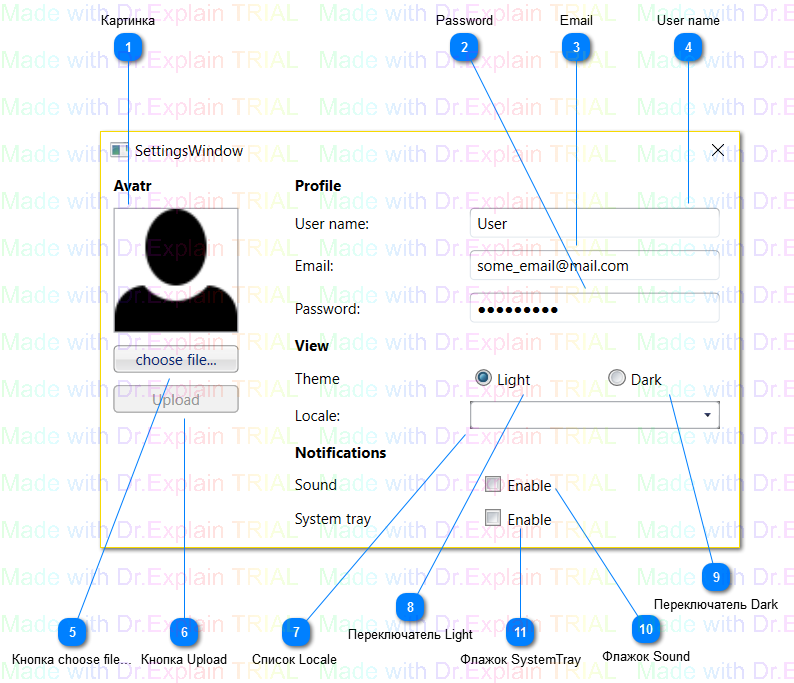 Картинка
Password
Email
User name
1
2
3
4
SettingsWindow
Avatr
Profile
User name:
User
Email:
some_email@mail.com
Password:
●●●●●●●●●
choose file...
View
Theme
Light
Dark
Upload
Locale:
Notifications
Sound
Enable
System tray
Enable
9
Переключатель Dark
8
Переключатель Light
5
6
7
11
10
Кнопка choose file...
Кнопка Upload
Список Locale
Флажок SystemTray
Флажок Sound
Made with Dr.Explain TRIAL